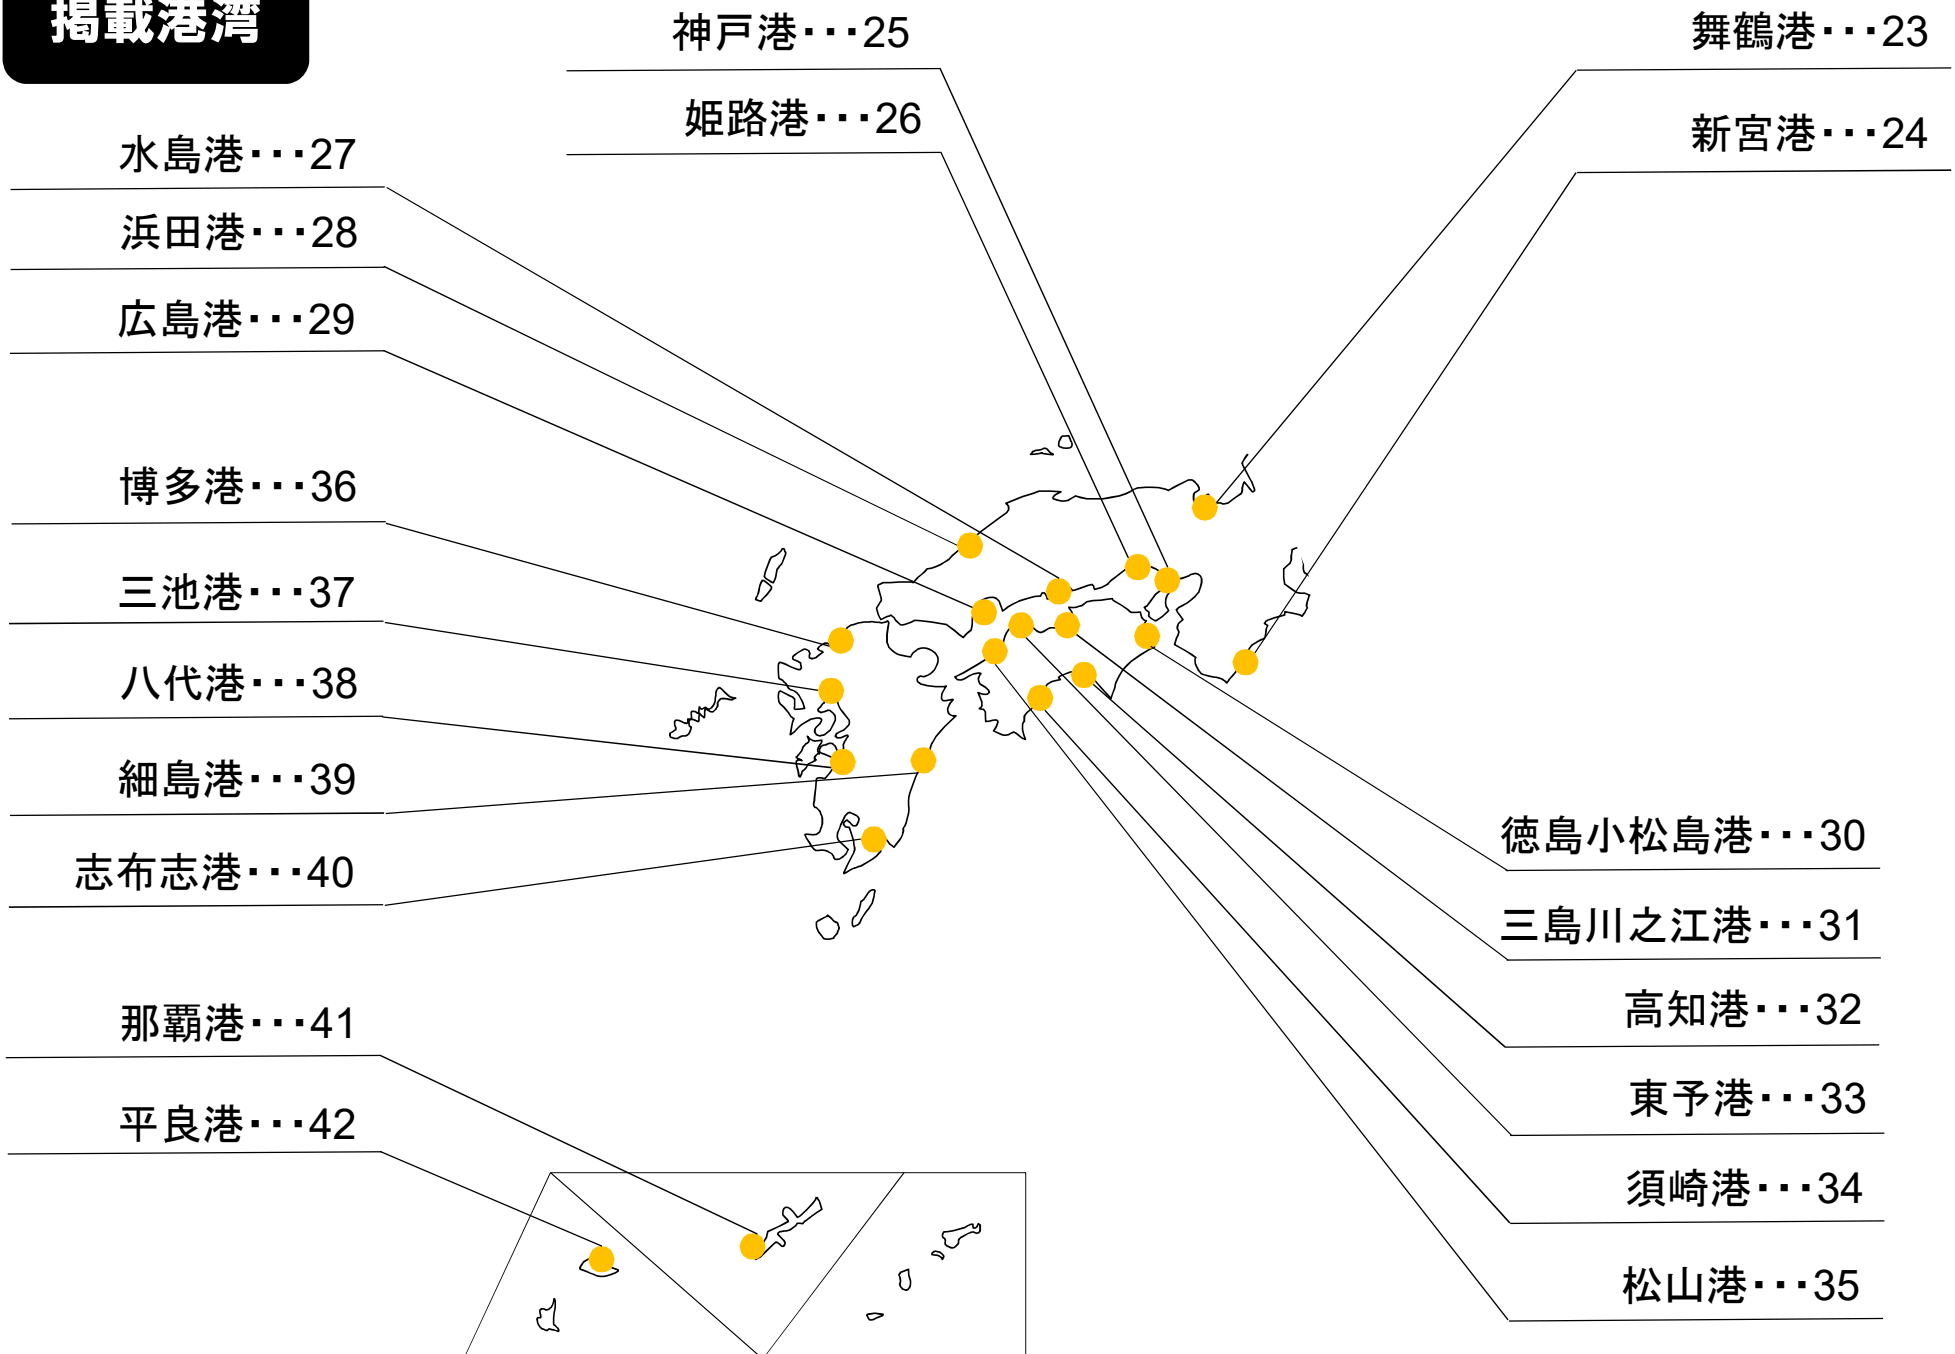 掲載港湾
神戸港･･･25
舞鶴港･･･23
姫路港･･･26
新宮港･･･24
水島港･･･27
浜田港･･･28
広島港･･･29
博多港･･･36
三池港･･･37
八代港･･･38
細島港･･･39
志布志港･･･40
那覇港･･･41
平良港･･･42
徳島小松島港･･･30
三島川之江港･･･31
高知港･･･32
東予港･･･33
須崎港･･･34
松山港･･･35